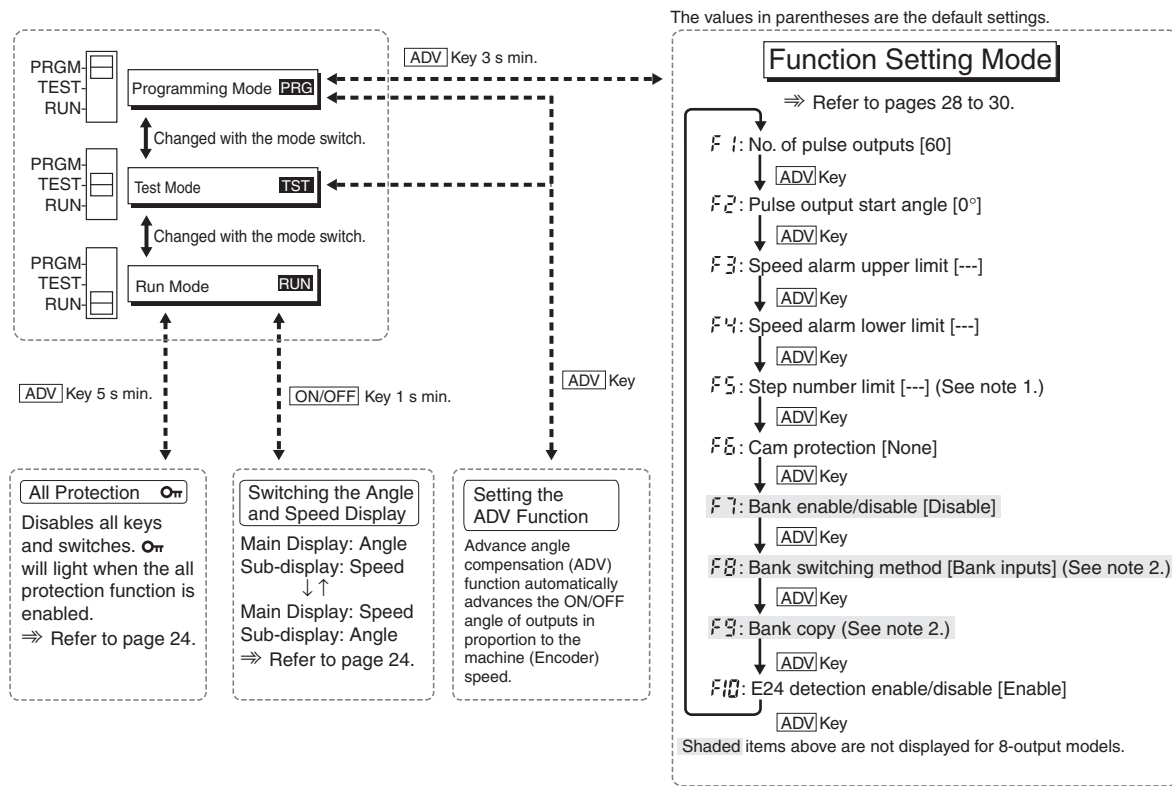 The values in parentheses are the default settings.
PRGM
TEST
RUN
Programming Mode PRG
Changed with the mode switch.
PRGM
TEST
RUN
Test Mode TST
Changed with the mode switch.
PRGM
TEST
RUN
Run Mode RUN
ADV Key 3 s min.
ADV Key 5 s min.
ON/OFF Key 1 s min.
ADV Key
All Protection
Disables all keys
and switches.
will light when the all
protection function is
enabled.
⇒ Refer to page 24.
Switching the Angle
and Speed Display
Main Display: Angle
Sub-display: Speed
↓↑
Main Display: Speed
Sub-display: Angle
⇒ Refer to page 24.
Setting the
ADV Function
Advance angle
compensation (ADV)
function automatically
advances the ON/OFF
angle of outputs in
proportion to the
machine (Encoder)
speed.
Function Setting Mode
⇒ Refer to pages 28 to 30.
F1: No. of pulse outputs [60]
ADV Key
F2: Pulse output start angle [0°]
ADV Key
F3: Speed alarm upper limit [---]
ADV Key
F4: Speed alarm lower limit [---]
ADV Key
F5: Step number limit [---] (See note 1.)
ADV Key
F6: Cam protection [None]
ADV Key
F7: Bank enable/disable [Disable]
ADV Key
F8: Bank switching method [Bank inputs] (See note 2.)
ADV Key
F9: Bank copy (See note 2.)
ADV Key
F10: E24 detection enable/disable [Enable]
ADV Key
Shaded items above are not displayed for 8-output models.